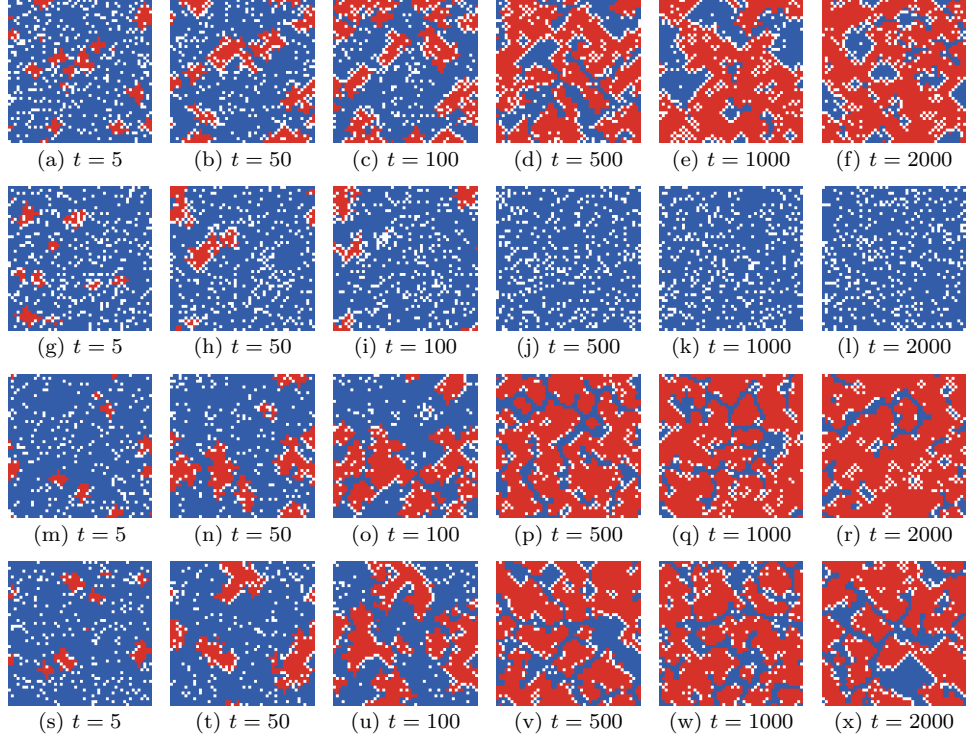 (a) t = 5 (b) t = 50 (c) t = 100 (d) t = 500 (e) t = 1000 (f) t = 2000
(g) t = 5 (h) t = 50 (i) t = 100 (j) t = 500 (k) t = 1000 (l) t = 2000
(m) t = 5 (n) t = 50 (o) t = 100 (p) t = 500 (q) t = 1000 (r) t = 2000
(s) t = 5 (t) t = 50 (u) t = 100 (v) t = 500 (w) t = 1000 (x) t = 2000